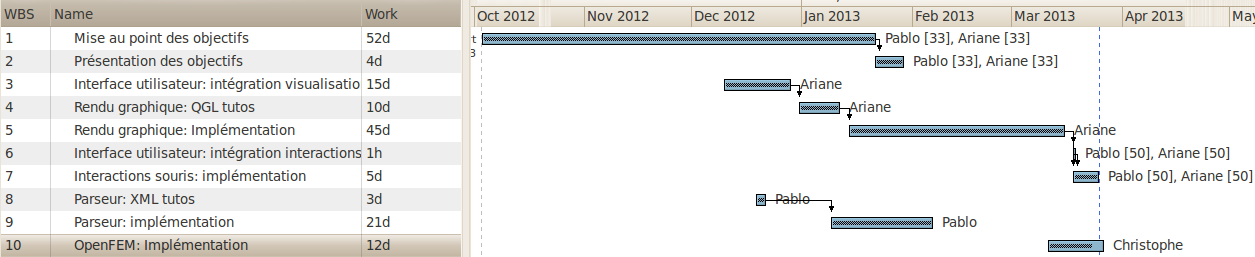 WBS Name Work Oct 2012 Nov 2012 Dec 2012 Jan 2013 Feb 2013 Mar 2013 Apr 2013 May
1 Mise au point des objectifs 52d Pablo [33], Ariane [33]
2 Présentation des objectifs 4d Pablo [33], Ariane [33]
3 Interface utilisateur: intégration visualisatio 15d Ariane
4 Rendu graphique: QGL tutos 10d Ariane
5 Rendu graphique: Implémentation 45d Ariane
6 Interface utilisateur: intégration interactions 1h Pablo [50], Ariane [50]
7 Interactions souris: implémentation 5d Pablo [50], Ariane [50]
8 Parseur: XML tutos 3d Pablo
9 Parseur: implémentation 21d Pablo
10 OpenFEM: Implémentation 12d Christophe